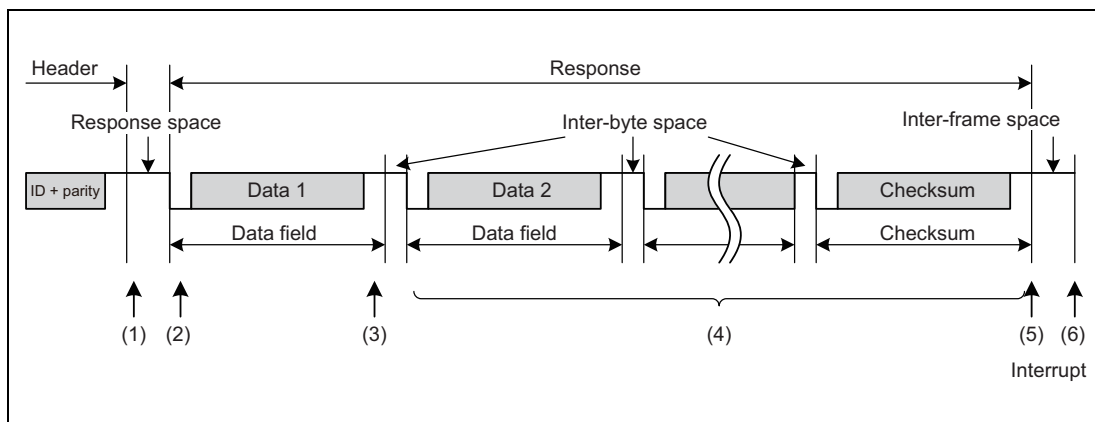 Header
Response
Response space
Inter-byte space
Inter-frame space
ID + parity
Data 1
Data 2
Checksum
Data field
Data field
Checksum
(1)
(2)
(3)
(4)
(5)
(6)
Interrupt